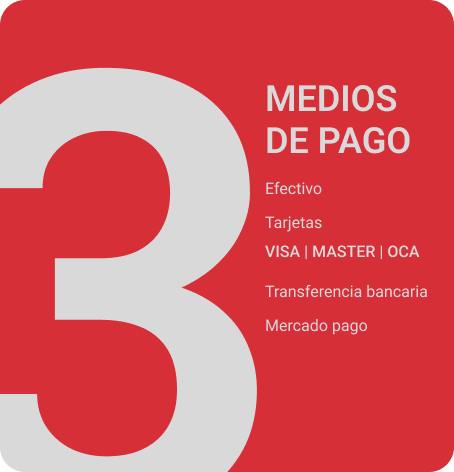 3
MEDIOS
DE PAGO
Efectivo
Tarjetas
VISA | MASTER | OCA
Transferencia bancaria
Mercado pago